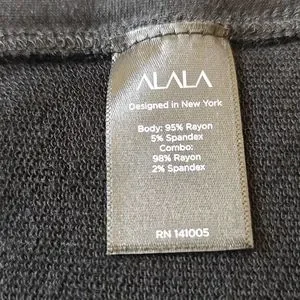 ALALA
Designed in New York
Body: 95% Rayon
5% Spandex
Combo:
98% Rayon
2% Spandex
RN 141005